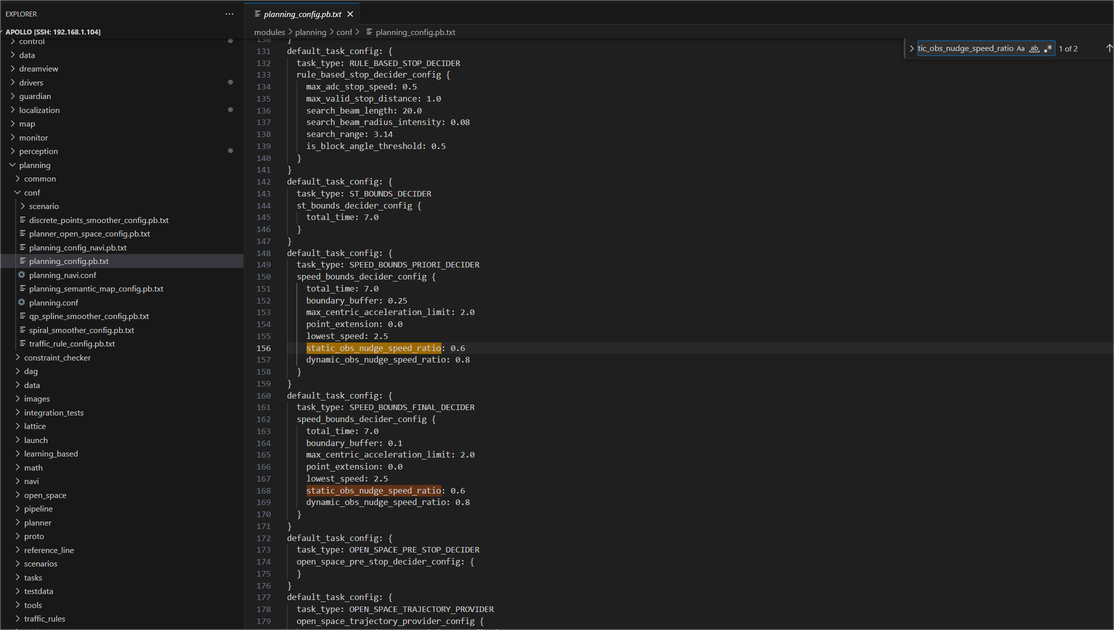 EXPLORER
···
APOLLO [SSH: 192.168.1.104]
control
data
dreamview
drivers
guardian
localization
map
monitor
perception
planning
common
conf
scenario
discrete_points_smoother_config.pb.txt
planner_open_space_config.pb.txt
planning_config_navi.pb.txt
planning_config.pb.txt
planning_navi.conf
planning_semantic_map_config.pb.txt
planning.conf
qp_spline_smoother_config.pb.txt
spiral_smoother_config.pb.txt
traffic_rule_config.pb.txt
constraint_checker
dag
data
images
integration_tests
lattice
launch
learning_based
math
navi
open_space
pipeline
planner
proto
reference_line
scenarios
tasks
testdata
tools
traffic_rules
planning_config.pb.txt
modules > planning > conf > planning_config.pb.txt
tic_obs_nudge_speed_ratio Aa ab .* 1 of 2
130 }
131 default_task_config: {
132 task_type: RULE_BASED_STOP_DECIDER
133 rule_based_stop_decider_config {
134 max_adc_stop_speed: 0.5
135 max_valid_stop_distance: 1.0
136 search_beam_length: 20.0
137 search_beam_radius_intensity: 0.08
138 search_range: 3.14
139 is_block_angle_threshold: 0.5
140 }
141 }
142 default_task_config: {
143 task_type: ST_BOUNDS_DECIDER
144 st_bounds_decider_config {
145 total_time: 7.0
146 }
147 }
148 default_task_config: {
149 task_type: SPEED_BOUNDS_PRIORI_DECIDER
150 speed_bounds_decider_config {
151 total_time: 7.0
152 boundary_buffer: 0.25
153 max_centric_acceleration_limit: 2.0
154 point_extension: 0.0
155 lowest_speed: 2.5
156 static_obs_nudge_speed_ratio: 0.6
157 dynamic_obs_nudge_speed_ratio: 0.8
158 }
159 }
160 default_task_config: {
161 task_type: SPEED_BOUNDS_FINAL_DECIDER
162 speed_bounds_decider_config {
163 total_time: 7.0
164 boundary_buffer: 0.1
165 max_centric_acceleration_limit: 2.0
166 point_extension: 0.0
167 lowest_speed: 2.5
168 static_obs_nudge_speed_ratio: 0.6
169 dynamic_obs_nudge_speed_ratio: 0.8
170 }
171 }
172 default_task_config: {
173 task_type: OPEN_SPACE_PRE_STOP_DECIDER
174 open_space_pre_stop_decider_config: {
175 }
176 }
177 default_task_config: {
178 task_type: OPEN_SPACE_TRAJECTORY_PROVIDER
179 open_space_trajectory_provider_config {